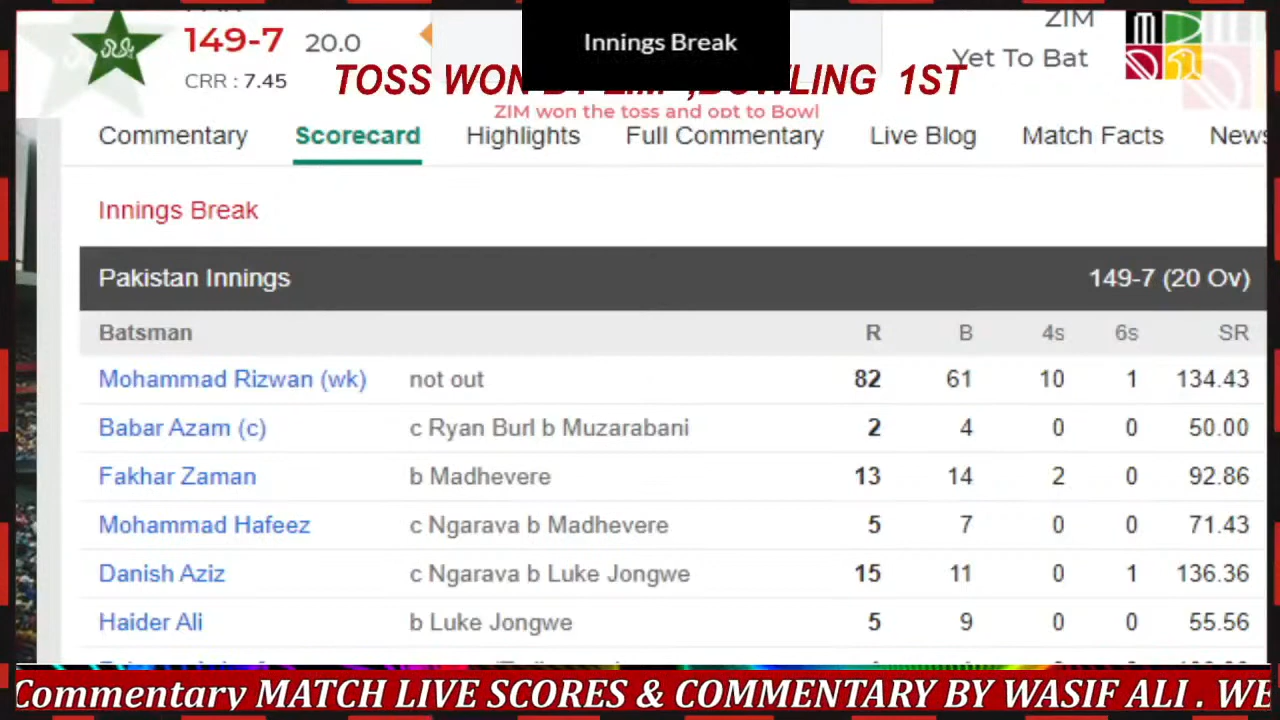 149-7 20.0
CRR : 7.45
Innings Break
ZIM
Yet To Bat
TOSS WON BOWLING 1ST
ZIM won the toss and opt to Bowl
Commentary Scorecard Highlights Full Commentary Live Blog Match Facts News
Innings Break
Pakistan Innings 149-7 (20 Ov)
Batsman R B 4s 6s SR
Mohammad Rizwan (wk) not out 82 61 10 1 134.43
Babar Azam (c) c Ryan Burl b Muzarabani 2 4 0 0 50.00
Fakhar Zaman b Madhevere 13 14 2 0 92.86
Mohammad Hafeez c Ngarava b Madhevere 5 7 0 0 71.43
Danish Aziz c Ngarava b Luke Jongwe 15 11 0 1 136.36
Haider Ali b Luke Jongwe 5 9 0 0 55.56
Commentary MATCH LIVE SCORES & COMMENTARY BY WASIF ALI . WE